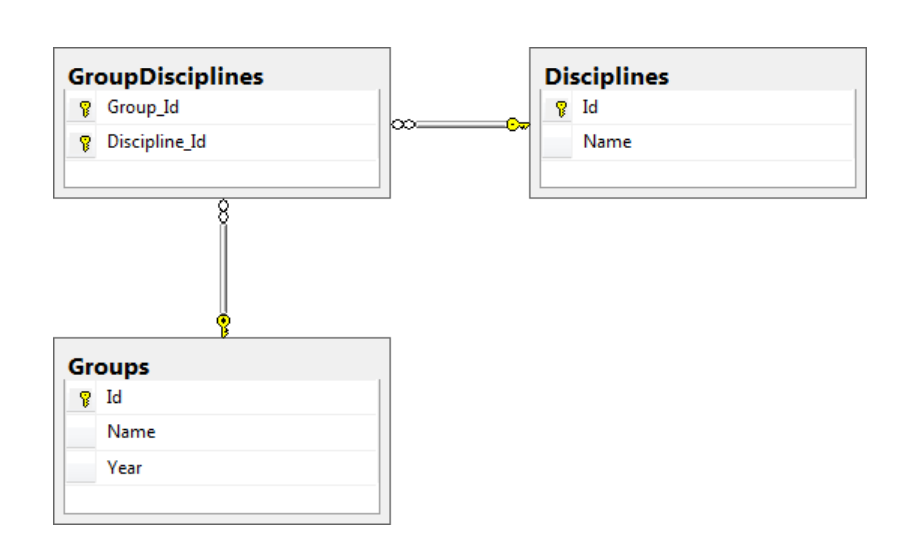 GroupDisciplines
Group_Id
Discipline_Id
Disciplines
Id
Name
Groups
Id
Name
Year